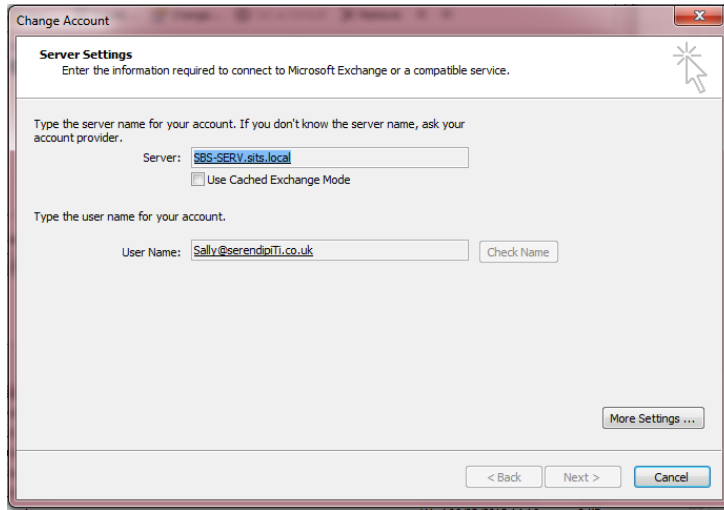 Change Account
Server Settings
Enter the information required to connect to Microsoft Exchange or a compatible service.
Type the server name for your account. If you don't know the server name, ask your
account provider.
Server: SBS-SERV.sits.local
Use Cached Exchange Mode
Type the user name for your account.
User Name: Sally@serendipiTi.co.uk Check Name
More Settings ...
< Back Next > Cancel